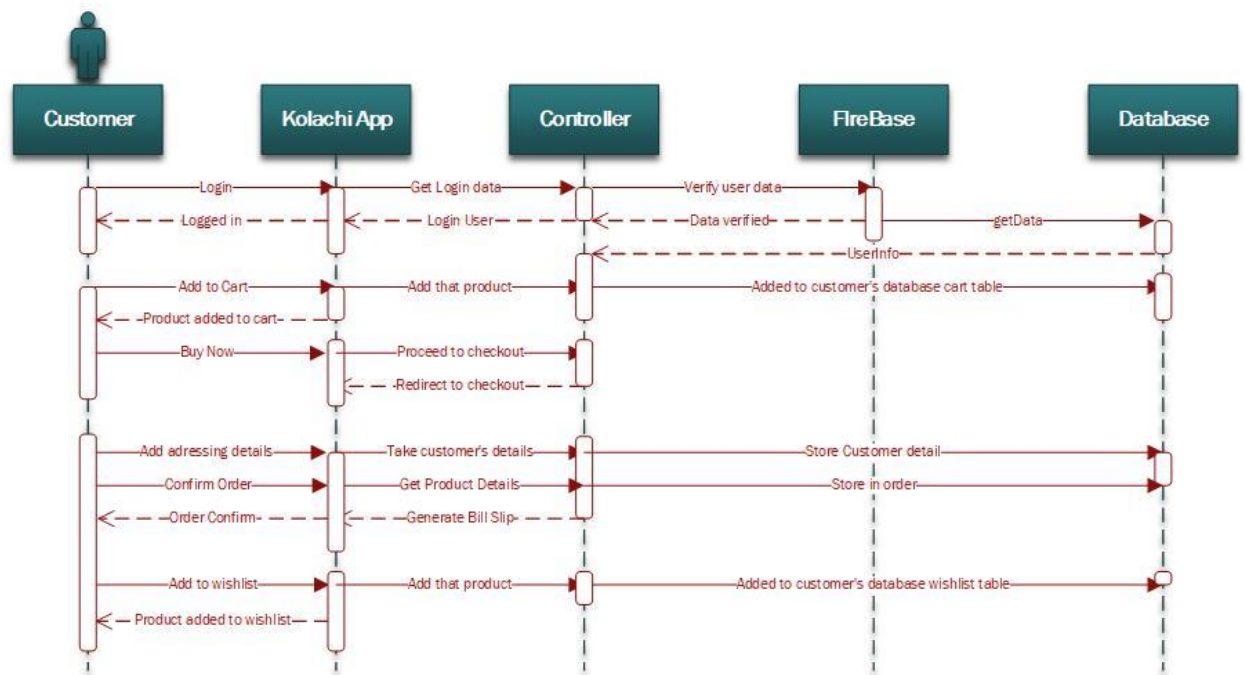 Customer
Kolachi App
Controller
FIreBase
Database
Login
Get Login data
Verify user data
Logged in
Login User
Data verified
getData
UserInfo
Add to Cart
Add that product
Added to customer's database cart table
Product added to cart
Buy Now
Proceed to checkout
Redirect to checkout
Add adressing details
Take customer's details
Store Customer detail
Confirm Order
Get Product Details
Store in order
Order Confirm
Generate Bill Slip
Add to wishlist
Add that product
Added to customer's database wishlist table
Product added to wishlist